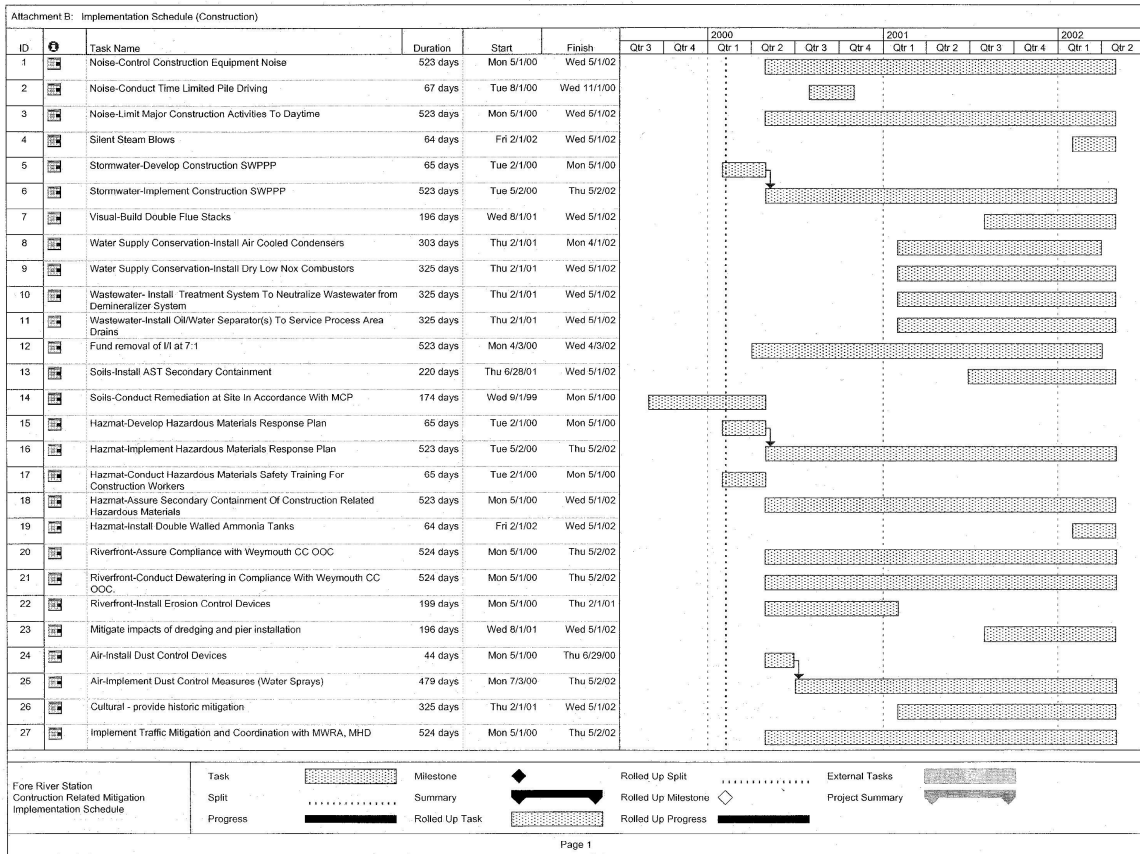 Attachment B: Implementation Schedule (Construction)
2000 2001 2002
ID Task Name Duration Start Finish Qtr 3 Qtr 4 Qtr 1 Qtr 2 Qtr 3 Qtr 4 Qtr 1 Qtr 2 Qtr 3 Qtr 4 Qtr 1 Qtr 2
1 Noise-Control Construction Equipment Noise 523 days Mon 5/1/00 Wed 5/1/02
2 Noise-Conduct Time Limited Pile Driving 67 days Tue 8/1/00 Wed 11/1/00
3 Noise-Limit Major Construction Activities To Daytime 523 days Mon 5/1/00 Wed 5/1/02
4 Silent Steam Blows 64 days Fri 2/1/02 Wed 5/1/02
5 Stormwater-Develop Construction SWPPP 65 days Tue 2/1/00 Mon 5/1/00
6 Stormwater-Implement Construction SWPPP 523 days Tue 5/2/00 Thu 5/2/02
7 Visual-Build Double Flue Stacks 196 days Wed 8/1/01 Wed 5/1/02
8 Water Supply Conservation-Install Air Cooled Condensers 303 days Thu 2/1/01 Mon 4/1/02
9 Water Supply Conservation-Install Dry Low Nox Combustors 325 days Thu 2/1/01 Wed 5/1/02
10 Wastewater- Install Treatment System To Neutralize Wastewater from 325 days Thu 2/1/01 Wed 5/1/02
Demineralizer System
11 Wastewater-Install Oil/Water Separator(s) To Service Process Area 325 days Thu 2/1/01 Wed 5/1/02
Drains
12 Fund removal of I/I at 7:1 523 days Mon 4/3/00 Wed 4/3/02
13 Soils-Install AST Secondary Containment 220 days Thu 6/28/01 Wed 5/1/02
14 Soils-Conduct Remediation at Site In Accordance With MCP 174 days Wed 9/1/99 Mon 5/1/00
15 Hazmat-Develop Hazardous Materials Response Plan 65 days Tue 2/1/00 Mon 5/1/00
16 Hazmat-Implement Hazardous Materials Response Plan 523 days Tue 5/2/00 Thu 5/2/02
17 Hazmat-Conduct Hazardous Materials Safety Training For 65 days Tue 2/1/00 Mon 5/1/00
Construction Workers
18 Hazmat-Assure Secondary Containment Of Construction Related 523 days Mon 5/1/00 Wed 5/1/02
Hazardous Materials
19 Hazmat-Install Double Walled Ammonia Tanks 64 days Fri 2/1/02 Wed 5/1/02
20 Riverfront-Assure Compliance with Weymouth CC OOC 524 days Mon 5/1/00 Thu 5/2/02
21 Riverfront-Conduct Dewatering in Compliance With Weymouth CC 524 days Mon 5/1/00 Thu 5/2/02
OOC.
22 Riverfront-Install Erosion Control Devices 199 days Mon 5/1/00 Thu 2/1/01
23 Mitigate impacts of dredging and pier installation 196 days Wed 8/1/01 Wed 5/1/02
24 Air-Install Dust Control Devices 44 days Mon 5/1/00 Thu 6/29/00
25 Air-Implement Dust Control Measures (Water Sprays) 479 days Mon 7/3/00 Thu 5/2/02
26 Cultural - provide historic mitigation 325 days Thu 2/1/01 Wed 5/1/02
27 Implement Traffic Mitigation and Coordination with MWRA, MHD 524 days Mon 5/1/00 Thu 5/2/02
Fore River Station
Contruction Related Mitigation
Implementation Schedule
Task Milestone Rolled Up Split External Tasks
Split Summary Rolled Up Milestone Project Summary
Progress Rolled Up Task Rolled Up Progress
Page 1